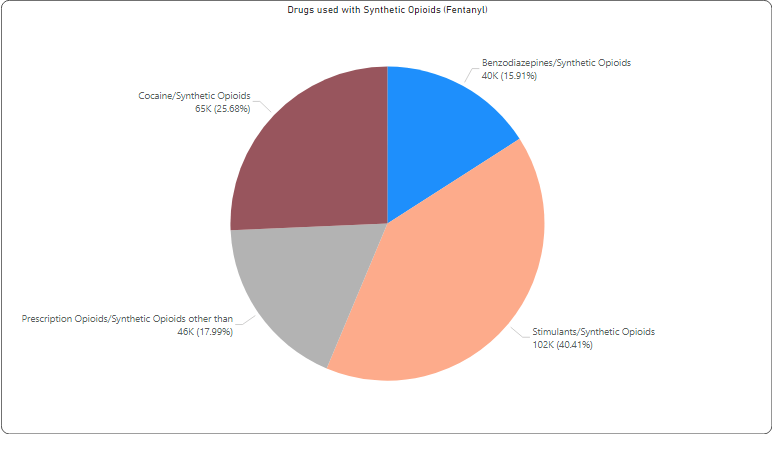 Drugs used with Synthetic Opioids (Fentanyl)
Benzodiazepines/Synthetic Opioids
40K (15.91%)
Cocaine/Synthetic Opioids
65K (25.68%)
Prescription Opioids/Synthetic Opioids other than
46K (17.99%)
Stimulants/Synthetic Opioids
102K (40.41%)